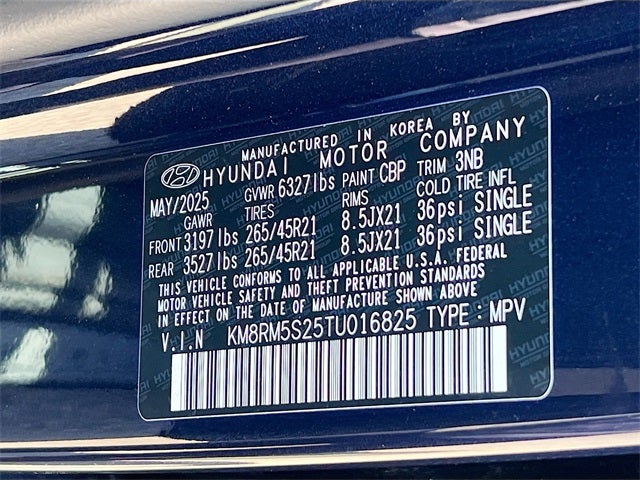 MANUFACTURED IN KOREA BY
HYUNDAI MOTOR COMPANY
MAY/2025 GVWR 6327lbs PAINT CBP TRIM 3NB
GAWR TIRES RIMS COLD TIRE INFL
FRONT 3197lbs 265/45R21 8.5JX21 36psi SINGLE
REAR 3527lbs 265/45R21 8.5JX21 36psi SINGLE
THIS VEHICLE CONFORMS TO ALL APPLICABLE U.S.A. FEDERAL
MOTOR VEHICLE SAFETY AND THEFT PREVENTION STANDARDS
IN EFFECT ON THE DATE OF MANUFACTURE SHOWN ABOVE
V.I.N KM8RM5S25TU016825 TYPE : MPV